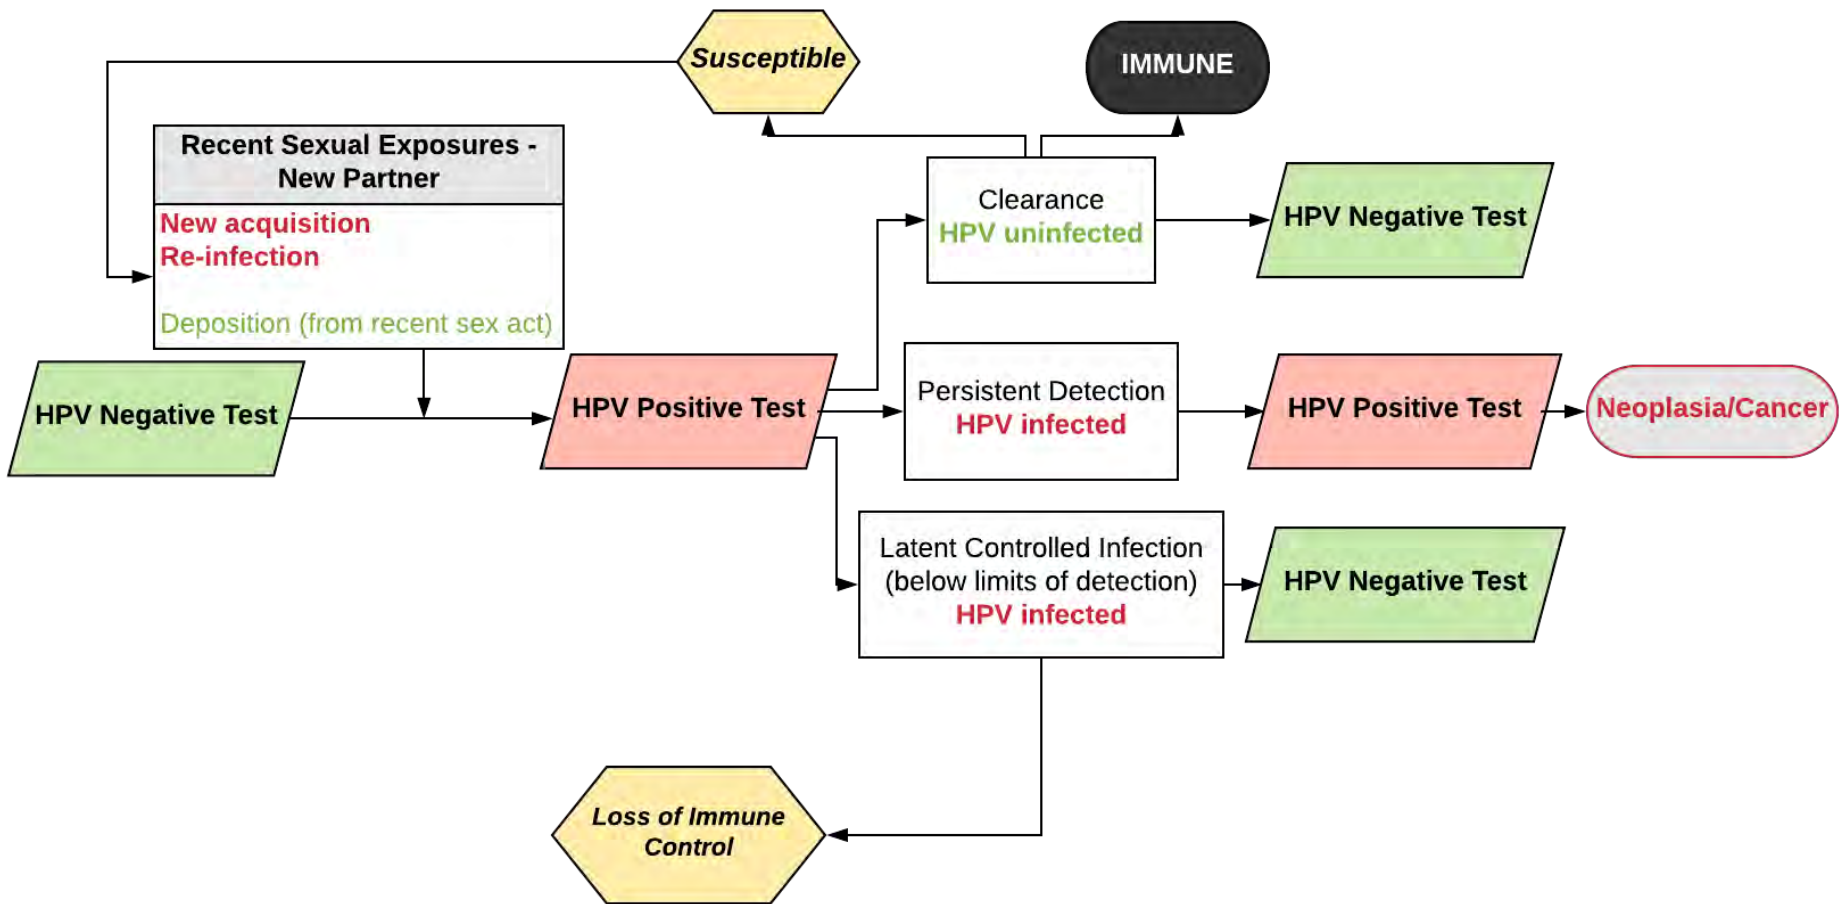 Susceptible
IMMUNE
Recent Sexual Exposures -
New Partner
New acquisition
Re-infection
Deposition (from recent sex act)
Clearance
HPV uninfected
HPV Negative Test
HPV Negative Test
HPV Positive Test
Persistent Detection
HPV infected
HPV Positive Test
Neoplasia/Cancer
Latent Controlled Infection
(below limits of detection)
HPV infected
HPV Negative Test
Loss of Immune
Control